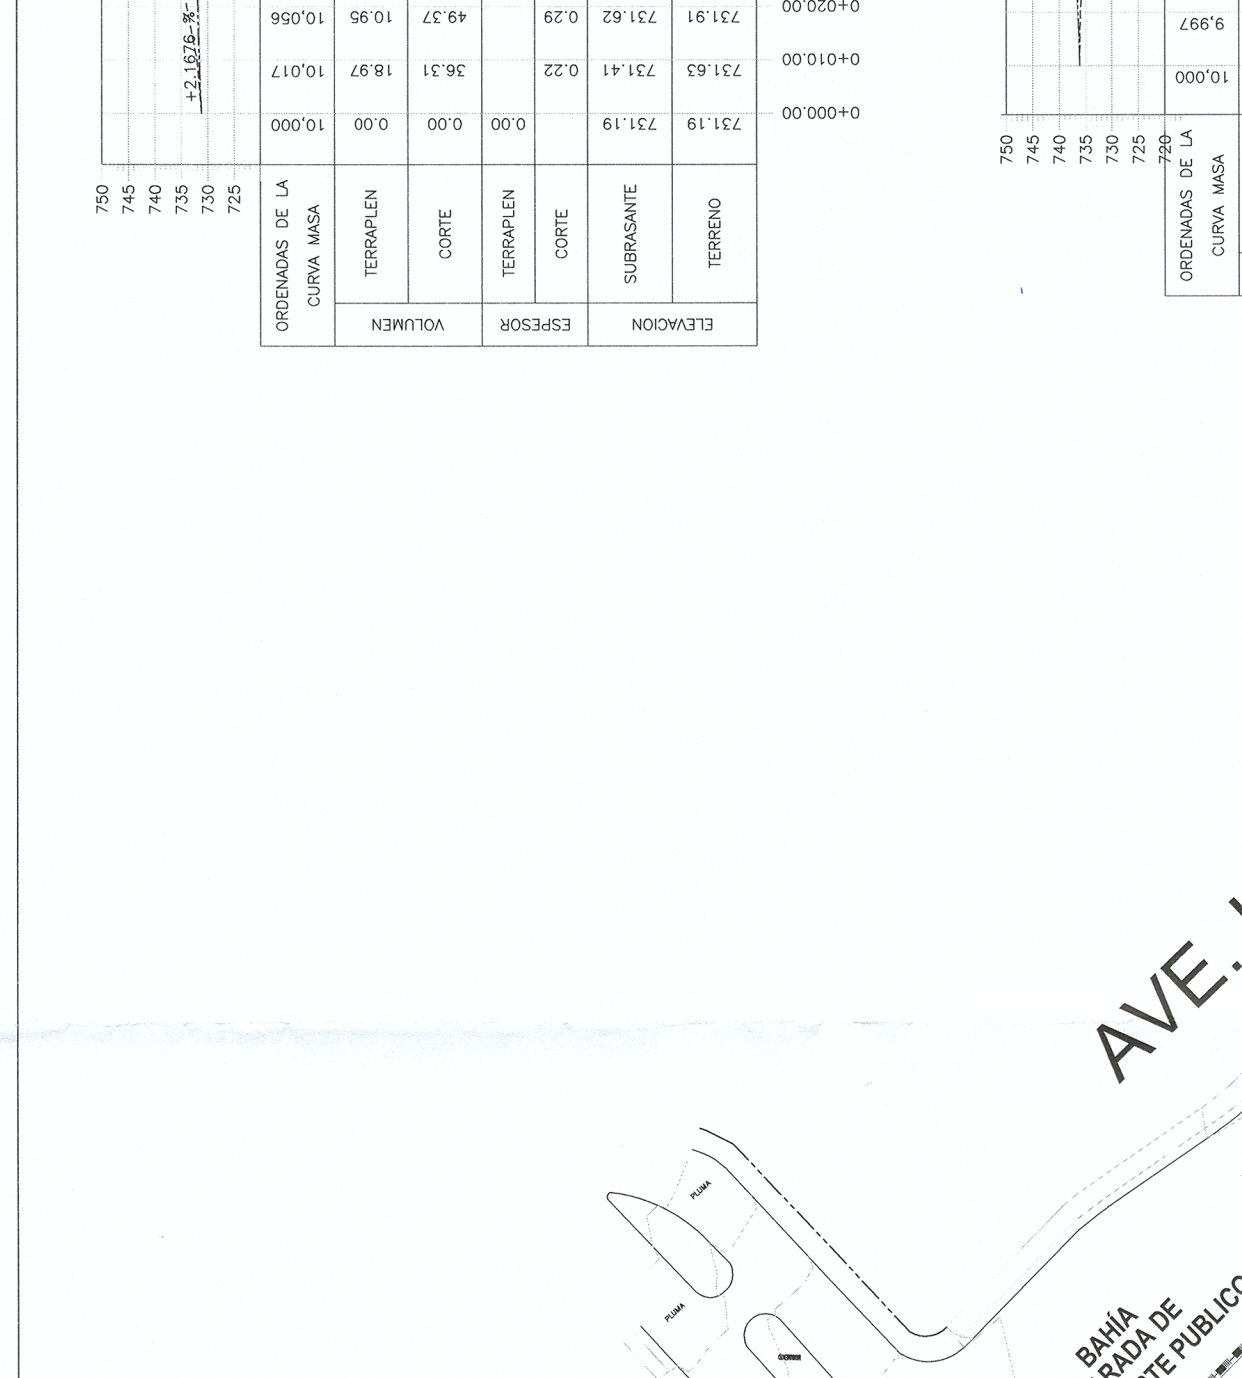 +2.1676-%-
10,056 10.95 49.37 0.29 731.62 731.91 0+020.00
10,017 18.97 36.31 0.22 731.41 731.63 0+010.00
10,000 0.00 0.00 0.00 731.19 731.19 0+000.00
750
745
740
735
730
725
ORDENADAS DE LA
CURVA MASA
TERRAPLEN
CORTE
TERRAPLEN
CORTE
SUBRASANTE
TERRENO
VOLUMEN
ESPESOR
ELEVACION
9,997
10,000
750
745
740
735
730
725
720
ORDENADAS DE LA
CURVA MASA
AVE.
PLUMA
PLUMA
BAHÍA
RADA DE
TE PUBLICO